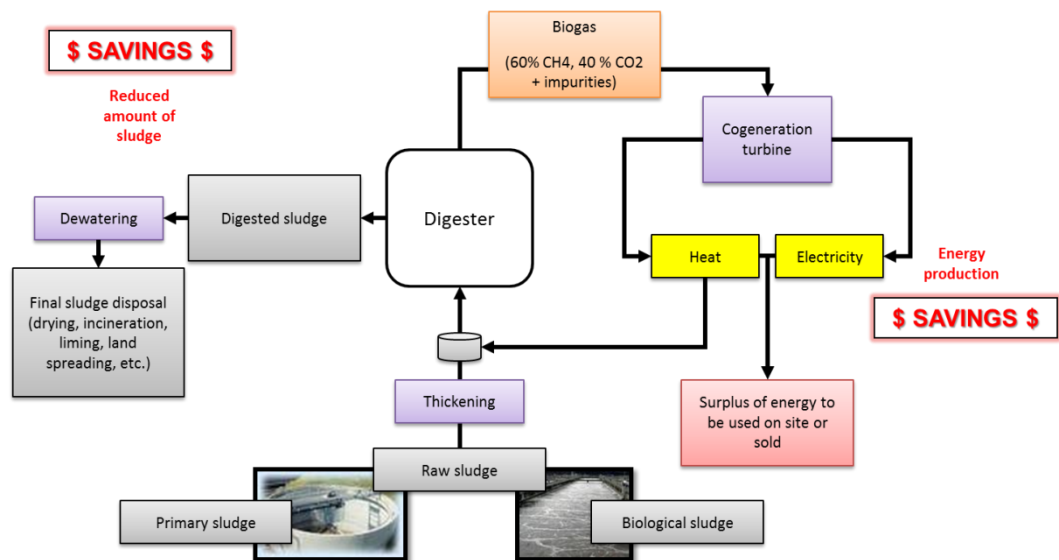 $ SAVINGS $
Reduced
amount of
sludge
Biogas
(60% CH4, 40 % CO2
+ impurities)
Cogeneration
turbine
Dewatering
Digested sludge
Digester
Heat
Electricity
Energy
production
$ SAVINGS $
Final sludge disposal
(drying, incineration,
liming, land
spreading, etc.)
Thickening
Surplus of energy to
be used on site or
sold
Raw sludge
Primary sludge
Biological sludge